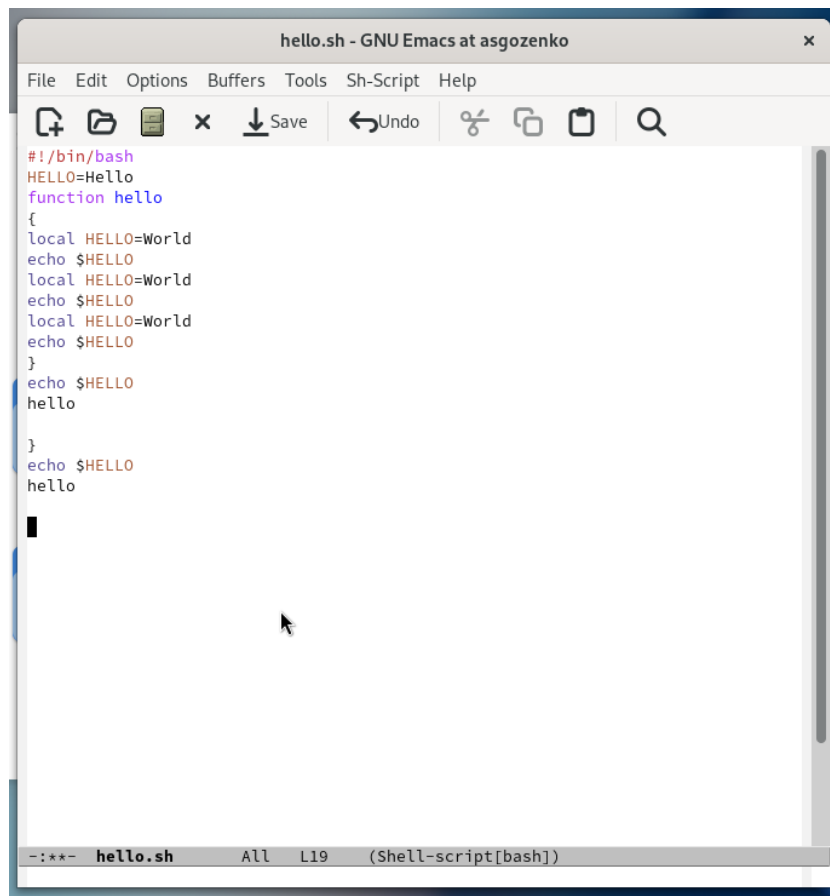 hello.sh - GNU Emacs at asgozenko
File Edit Options Buffers Tools Sh-Script Help
Save Undo
#!/bin/bash
HELLO=Hello
function hello
{
local HELLO=World
echo $HELLO
local HELLO=World
echo $HELLO
local HELLO=World
echo $HELLO
}
echo $HELLO
hello
}
echo $HELLO
hello
-:**- hello.sh All L19 (Shell-script[bash])